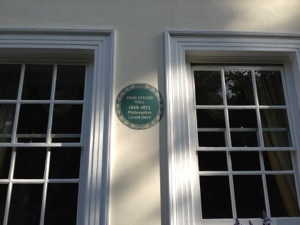 JOHN STUART
MILL
1806-1873
Philosopher
Lived Here